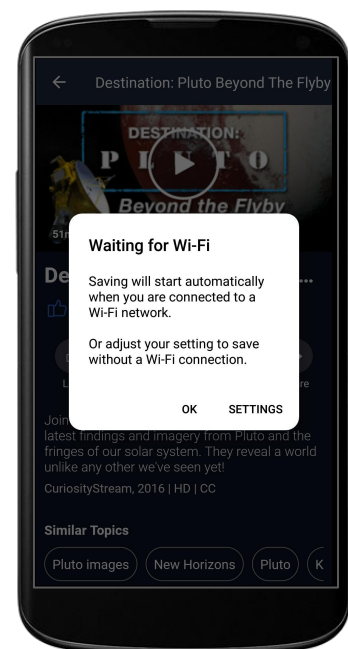 Destination: Pluto Beyond The Flyby
DESTINATION:
PLUTO
Beyond the Flyby
51m
De
...
Waiting for Wi-Fi
Saving will start automatically
when you are connected to a
Wi-Fi network.
Or adjust your setting to save
without a Wi-Fi connection.
OK SETTINGS
Join
latest findings and imagery from Pluto and the
fringes of our solar system. They reveal a world
unlike any other we've seen yet!
CuriosityStream, 2016 | HD | CC
Similar Topics
Pluto images New Horizons Pluto K